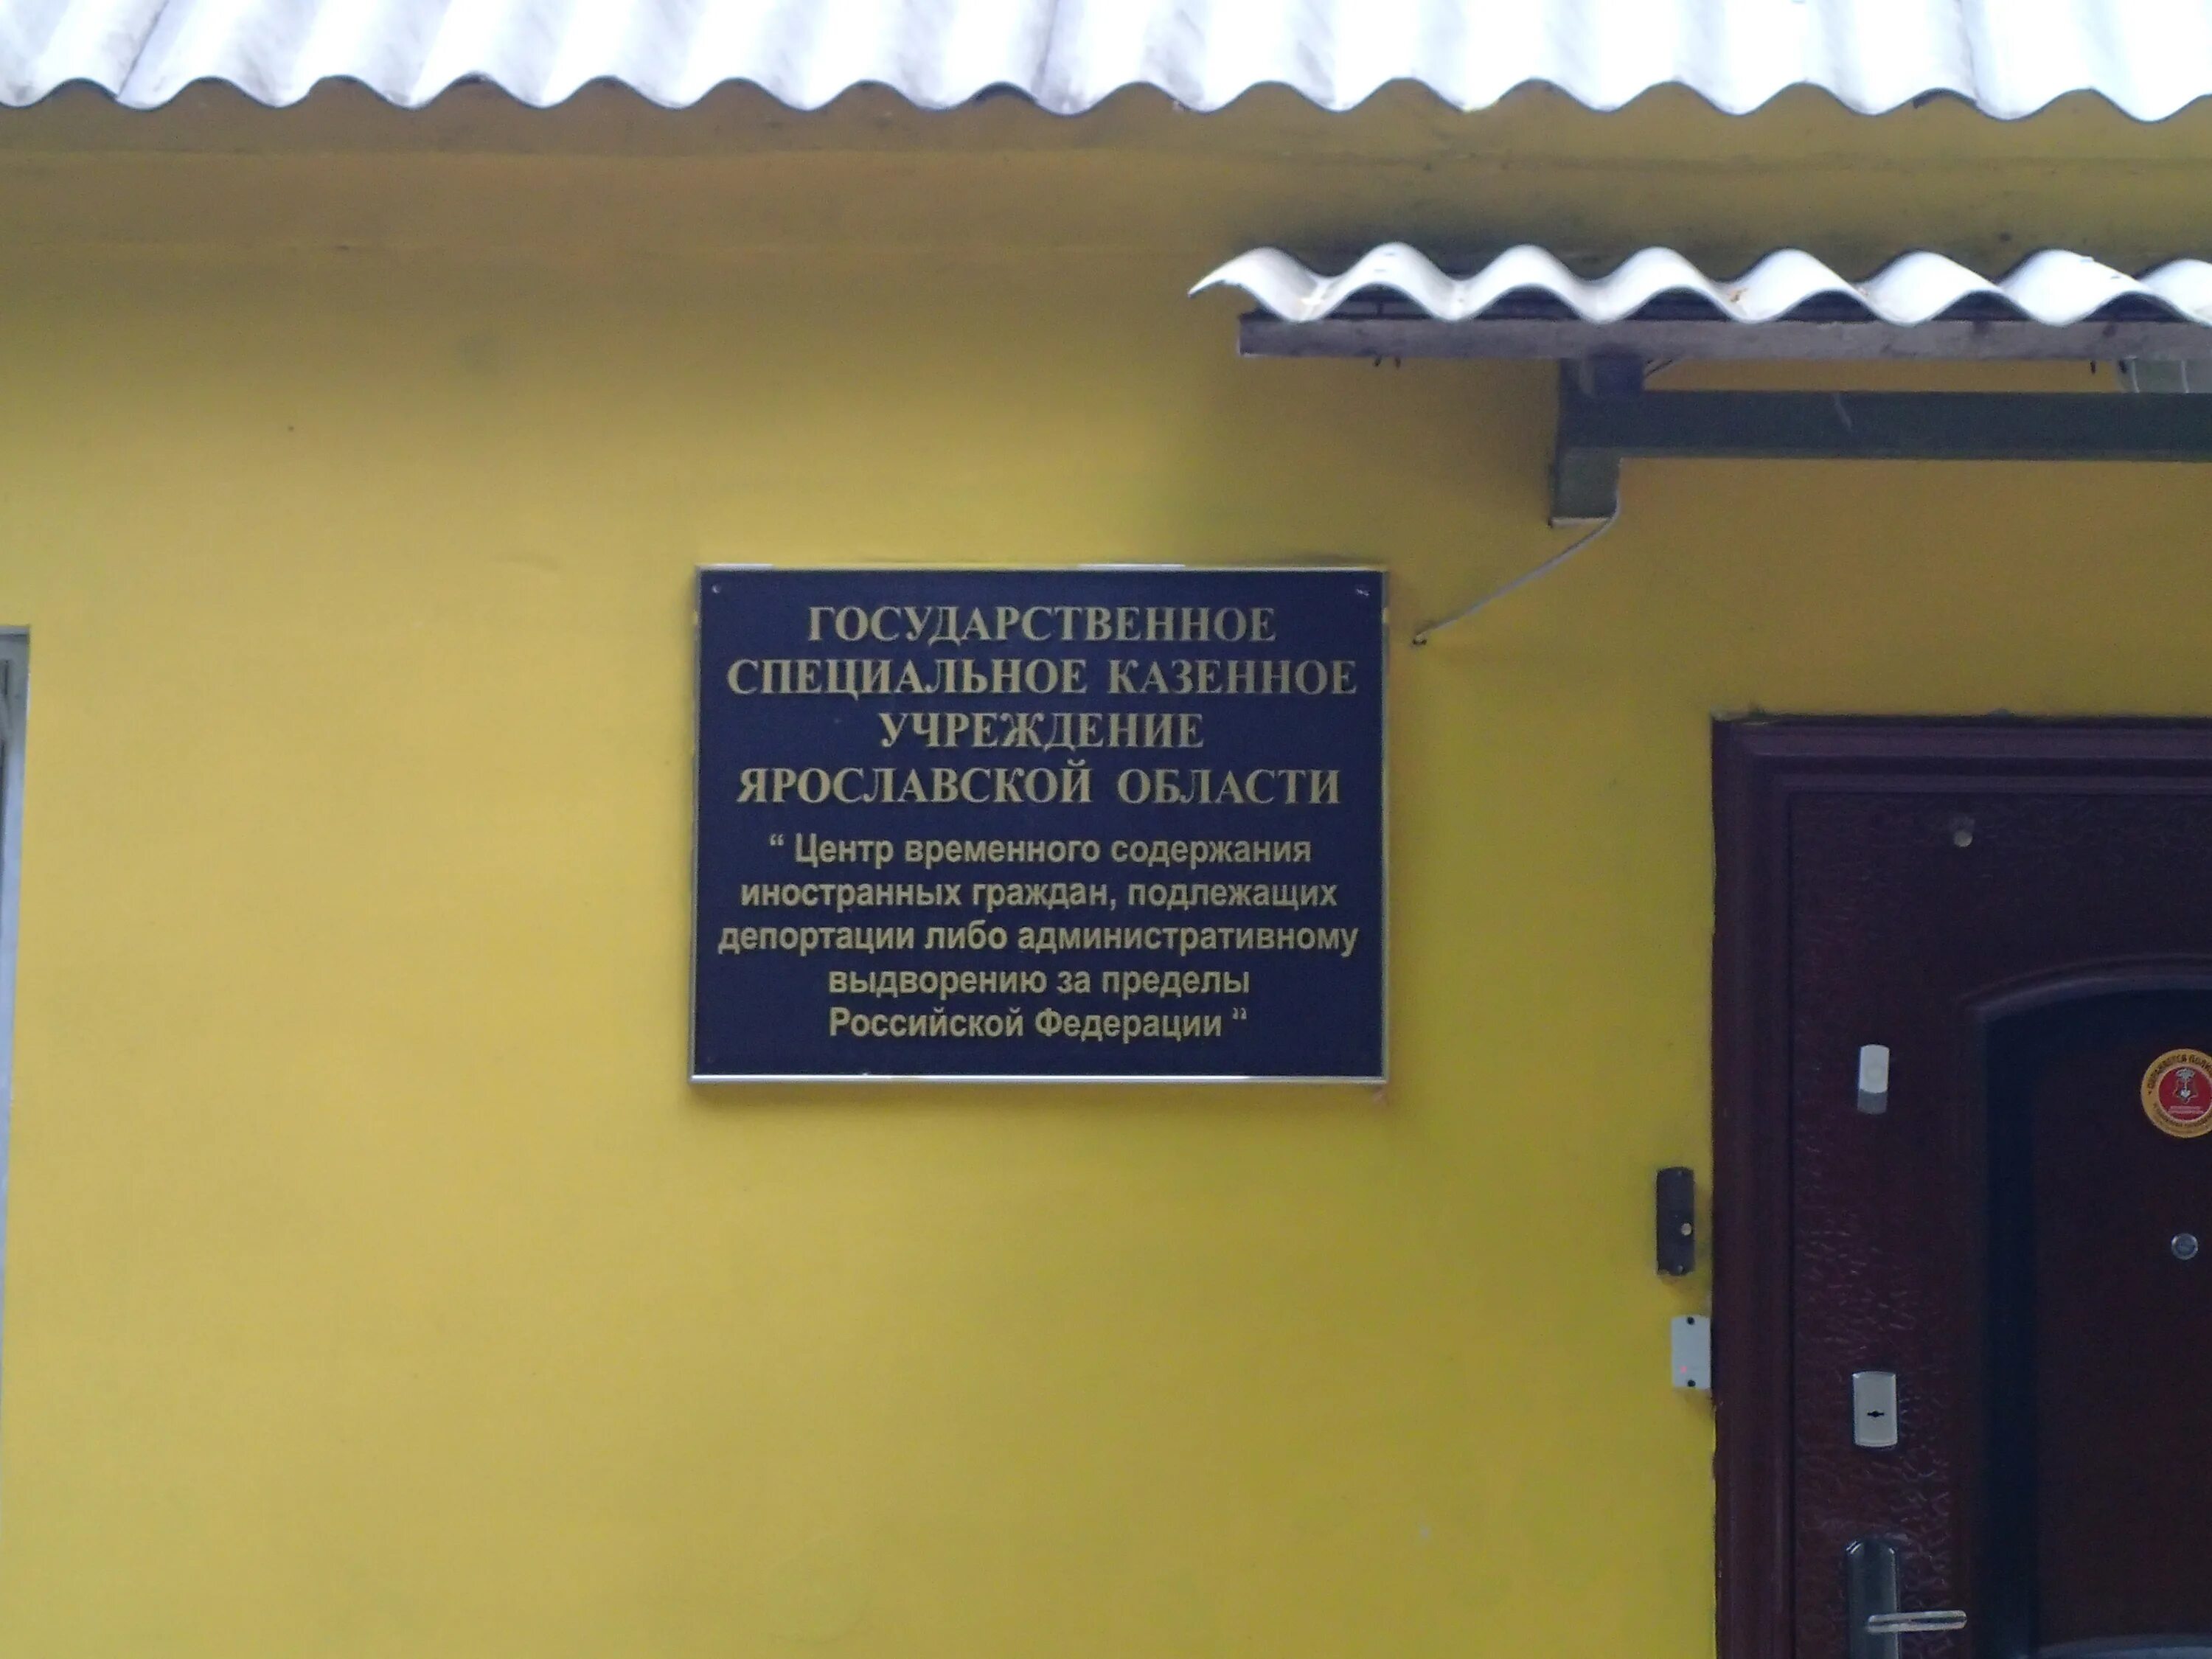 ГОСУДАРСТВЕННОЕ
СПЕЦИАЛЬНОЕ КАЗЕННОЕ
УЧРЕЖДЕНИЕ
ЯРОСЛАВСКОЙ ОБЛАСТИ
“ Центр временного содержания
иностранных граждан, подлежащих
депортации либо административному
выдворению за пределы
Российской Федерации ”